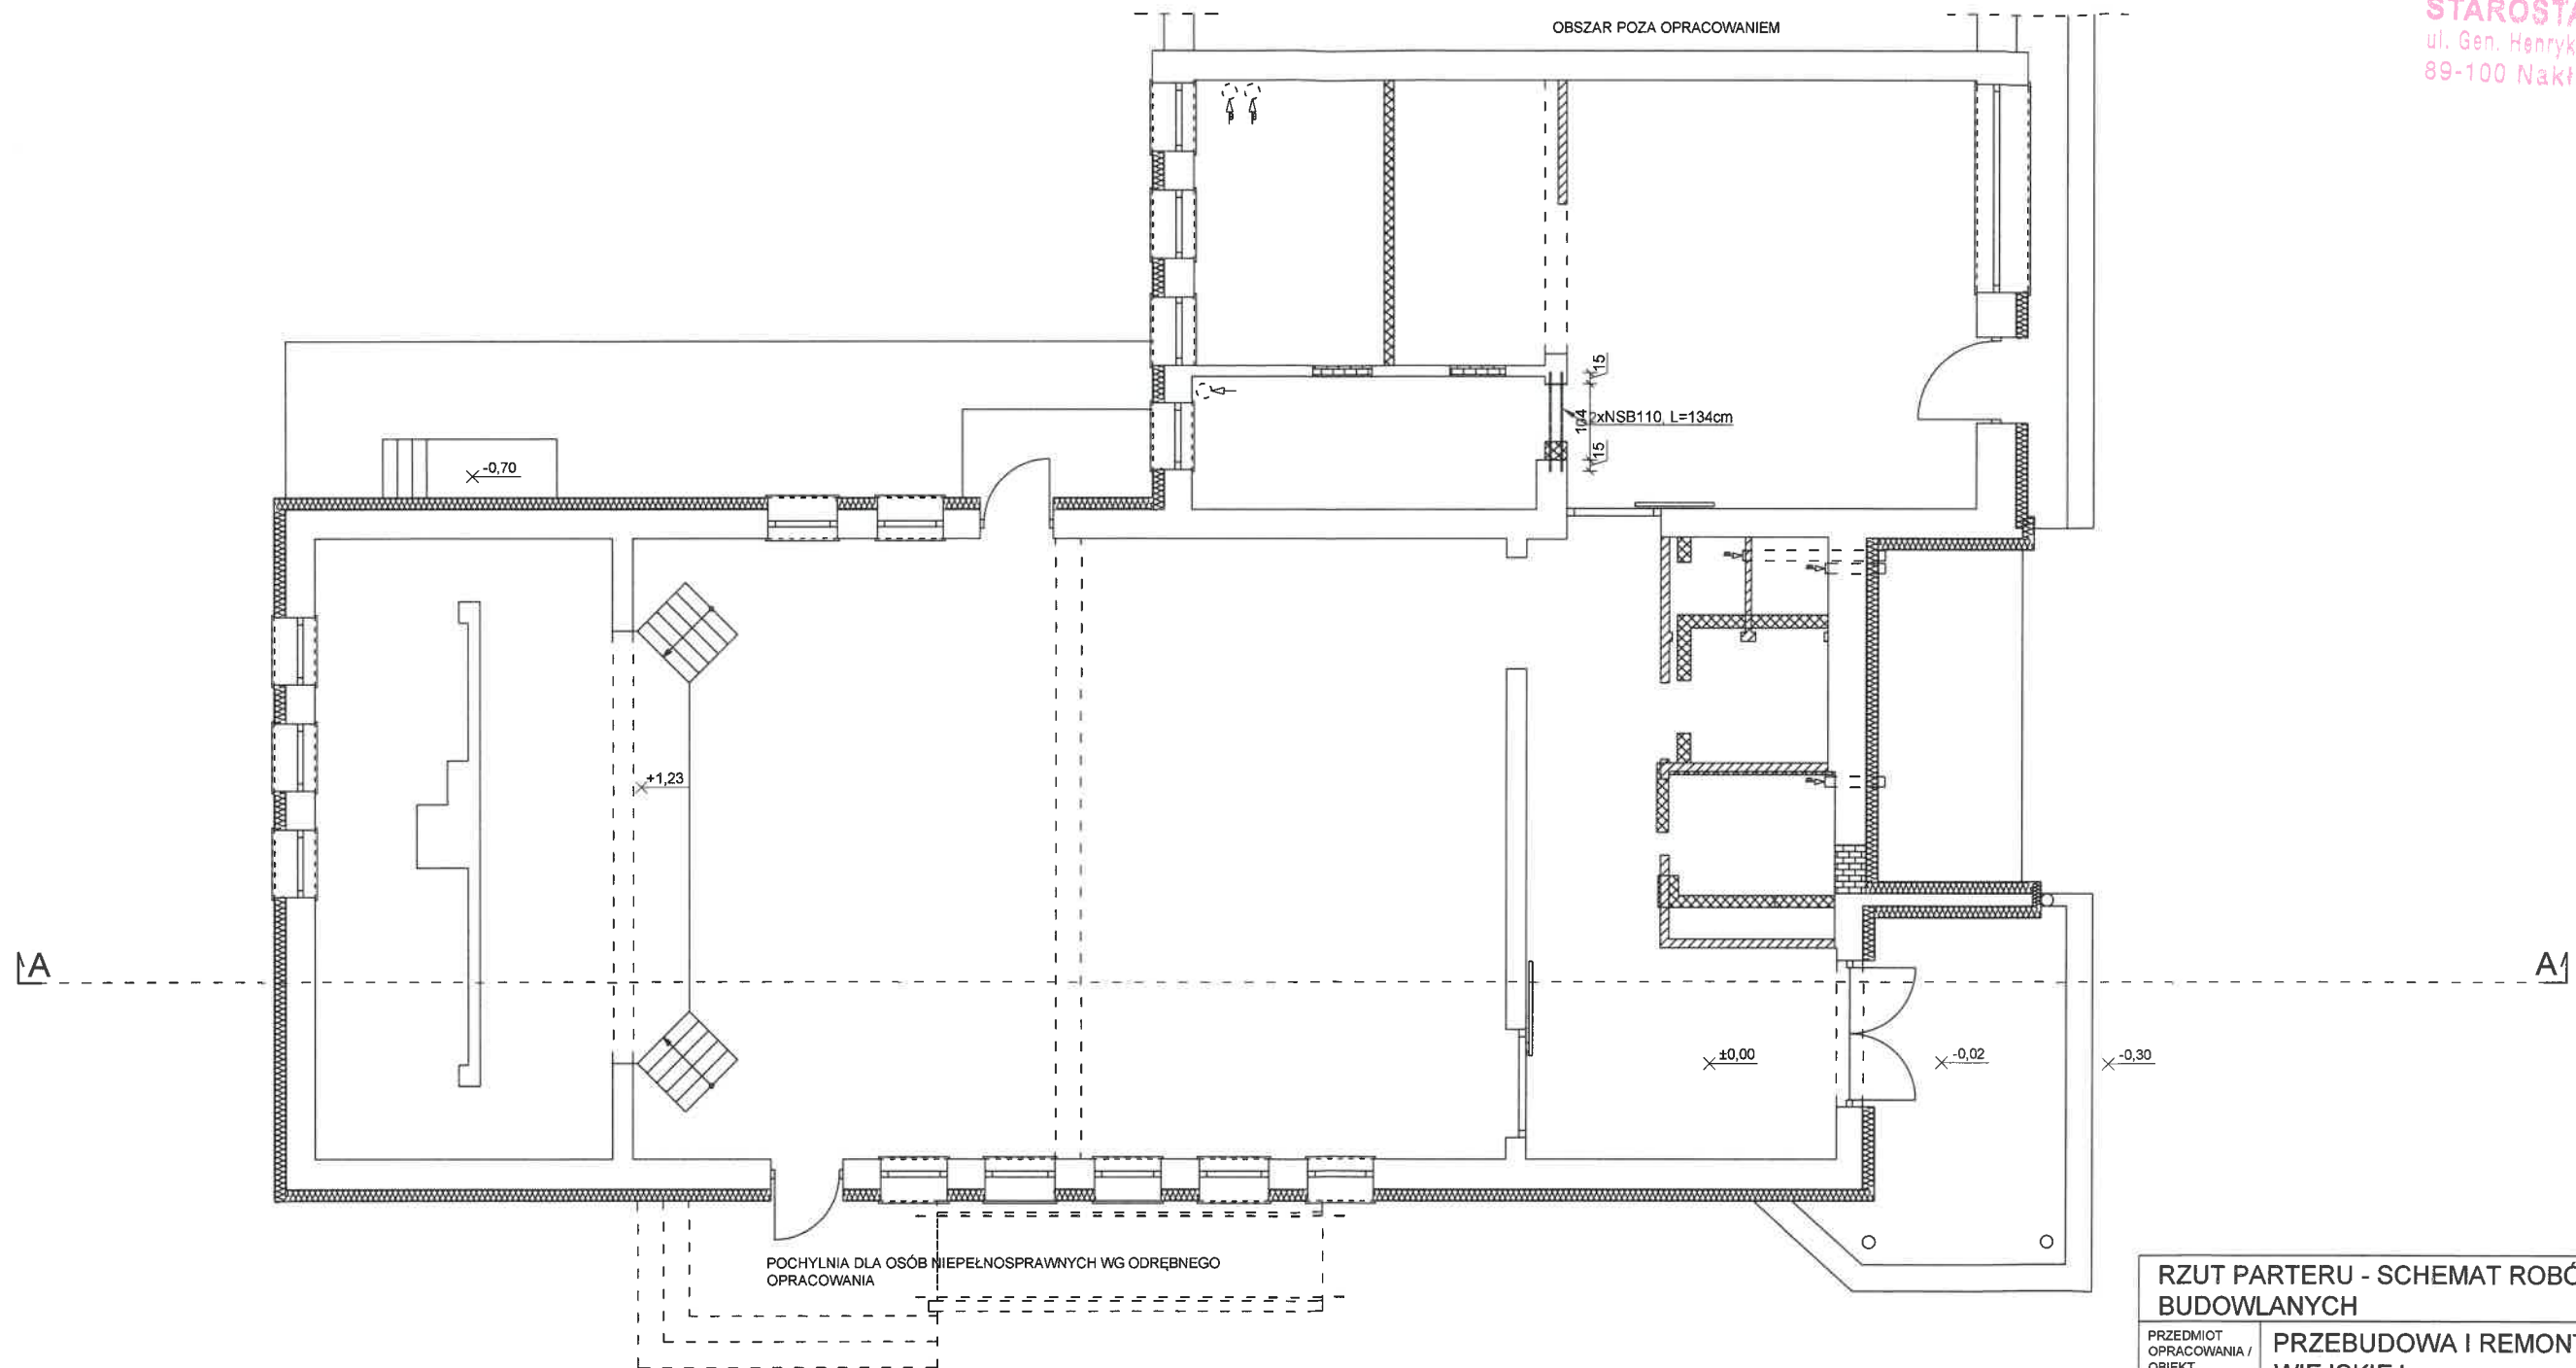 OBSZAR POZA OPRACOWANIEM
STAROSTA
ul. Gen. Henryk
89-100 Nakł
15
104
2xNSB110, L=134cm
15
-0,70
+1,23
A
A
±0,00
-0,02
-0,30
POCHYLNIA DLA OSÓB NIEPEŁNOSPRAWNYCH WG ODRĘBNEGO
OPRACOWANIA
RZUT PARTERU - SCHEMAT ROBÓ
BUDOWLANYCH
PRZEDMIOT
OPRACOWANIA /
OBIEKT
PRZEBUDOWA I REMONT